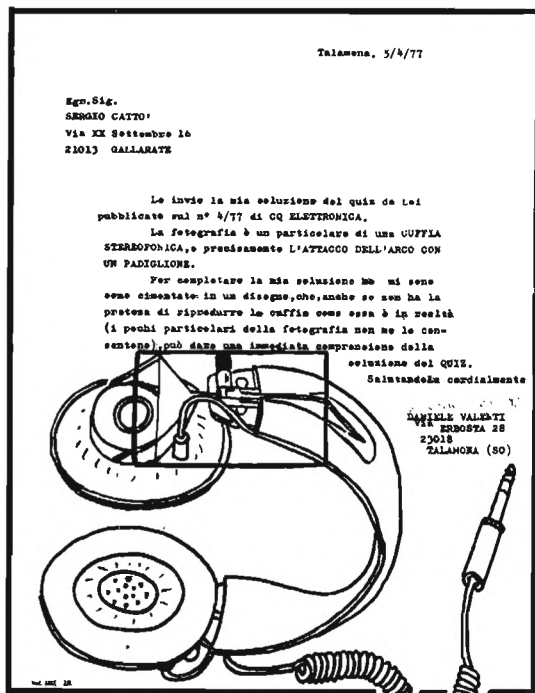 Talamona, 5/4/77
Egn.Sig.
SERGIO CATTO'
Via XX Settembre 16
21013 GALLARATE
Le invio la mia soluzione del quiz da Lei
pubblicato sul n° 4/77 di CQ ELETTRONICA.
La fotografia è un particolare di una CUFFIA
STEREOFONICA,e precisamente L'ATTACCO DELL'ARCO CON
UN PADIGLIONE.
Per completare la mia soluzione mi sono
cimentato in un disegno,che,anche se non ha la
pretesa di riprodurre la cuffia come essa è in realtà
(i pochi particolari della fotografia non me lo con-
sentono),può dare una immediata comprensione della
soluzione del QUIZ.
Salutandola cordialmente
DANIELE VALENTI
Via ERBOSTA 28
23018
TALAMONA (SO)